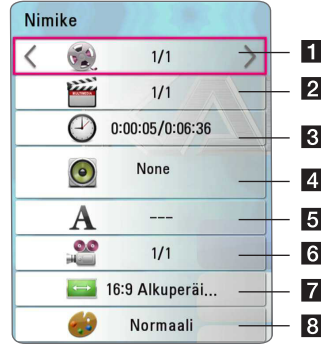 Nimike
1/1 1
1/1 2
0:00:05/0:06:36 3
None 4
A --- 5
1/1 6
16:9 Alkuperäi... 7
Normaali 8